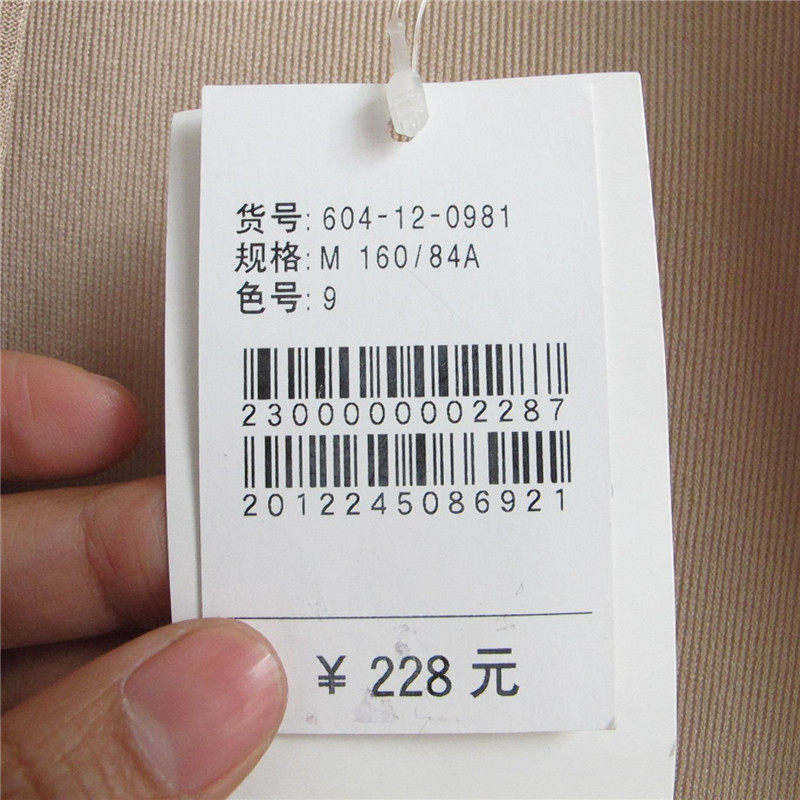 货号: 604-12-0981
规格: M 160/84A
色号: 9
2300000002287
2012245086921
¥ 228 元